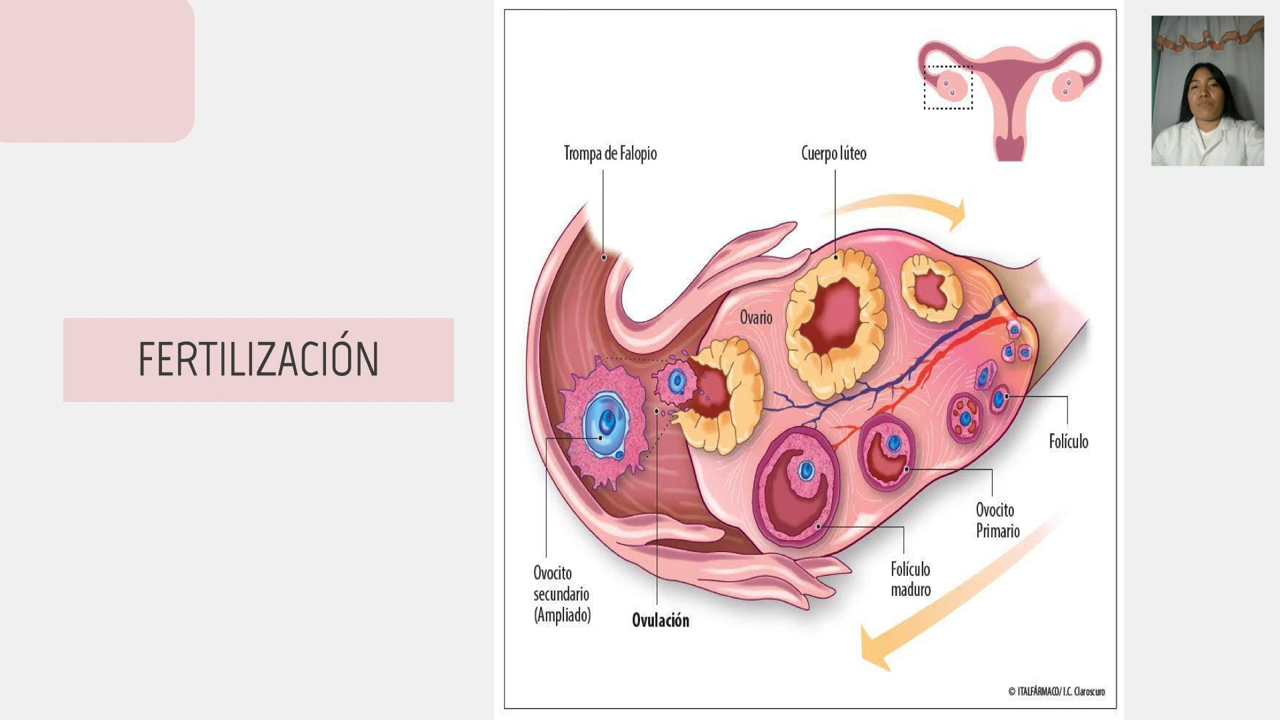 FERTILIZACIÓN
Trompa de Falopio
Cuerpo lúteo
Ovario
Folículo
Ovocito
Primario
Folículo
maduro
Ovocito
secundario
(Ampliado)
Ovulación
© ITALFÁRMACO/ I.C. Claroscuro